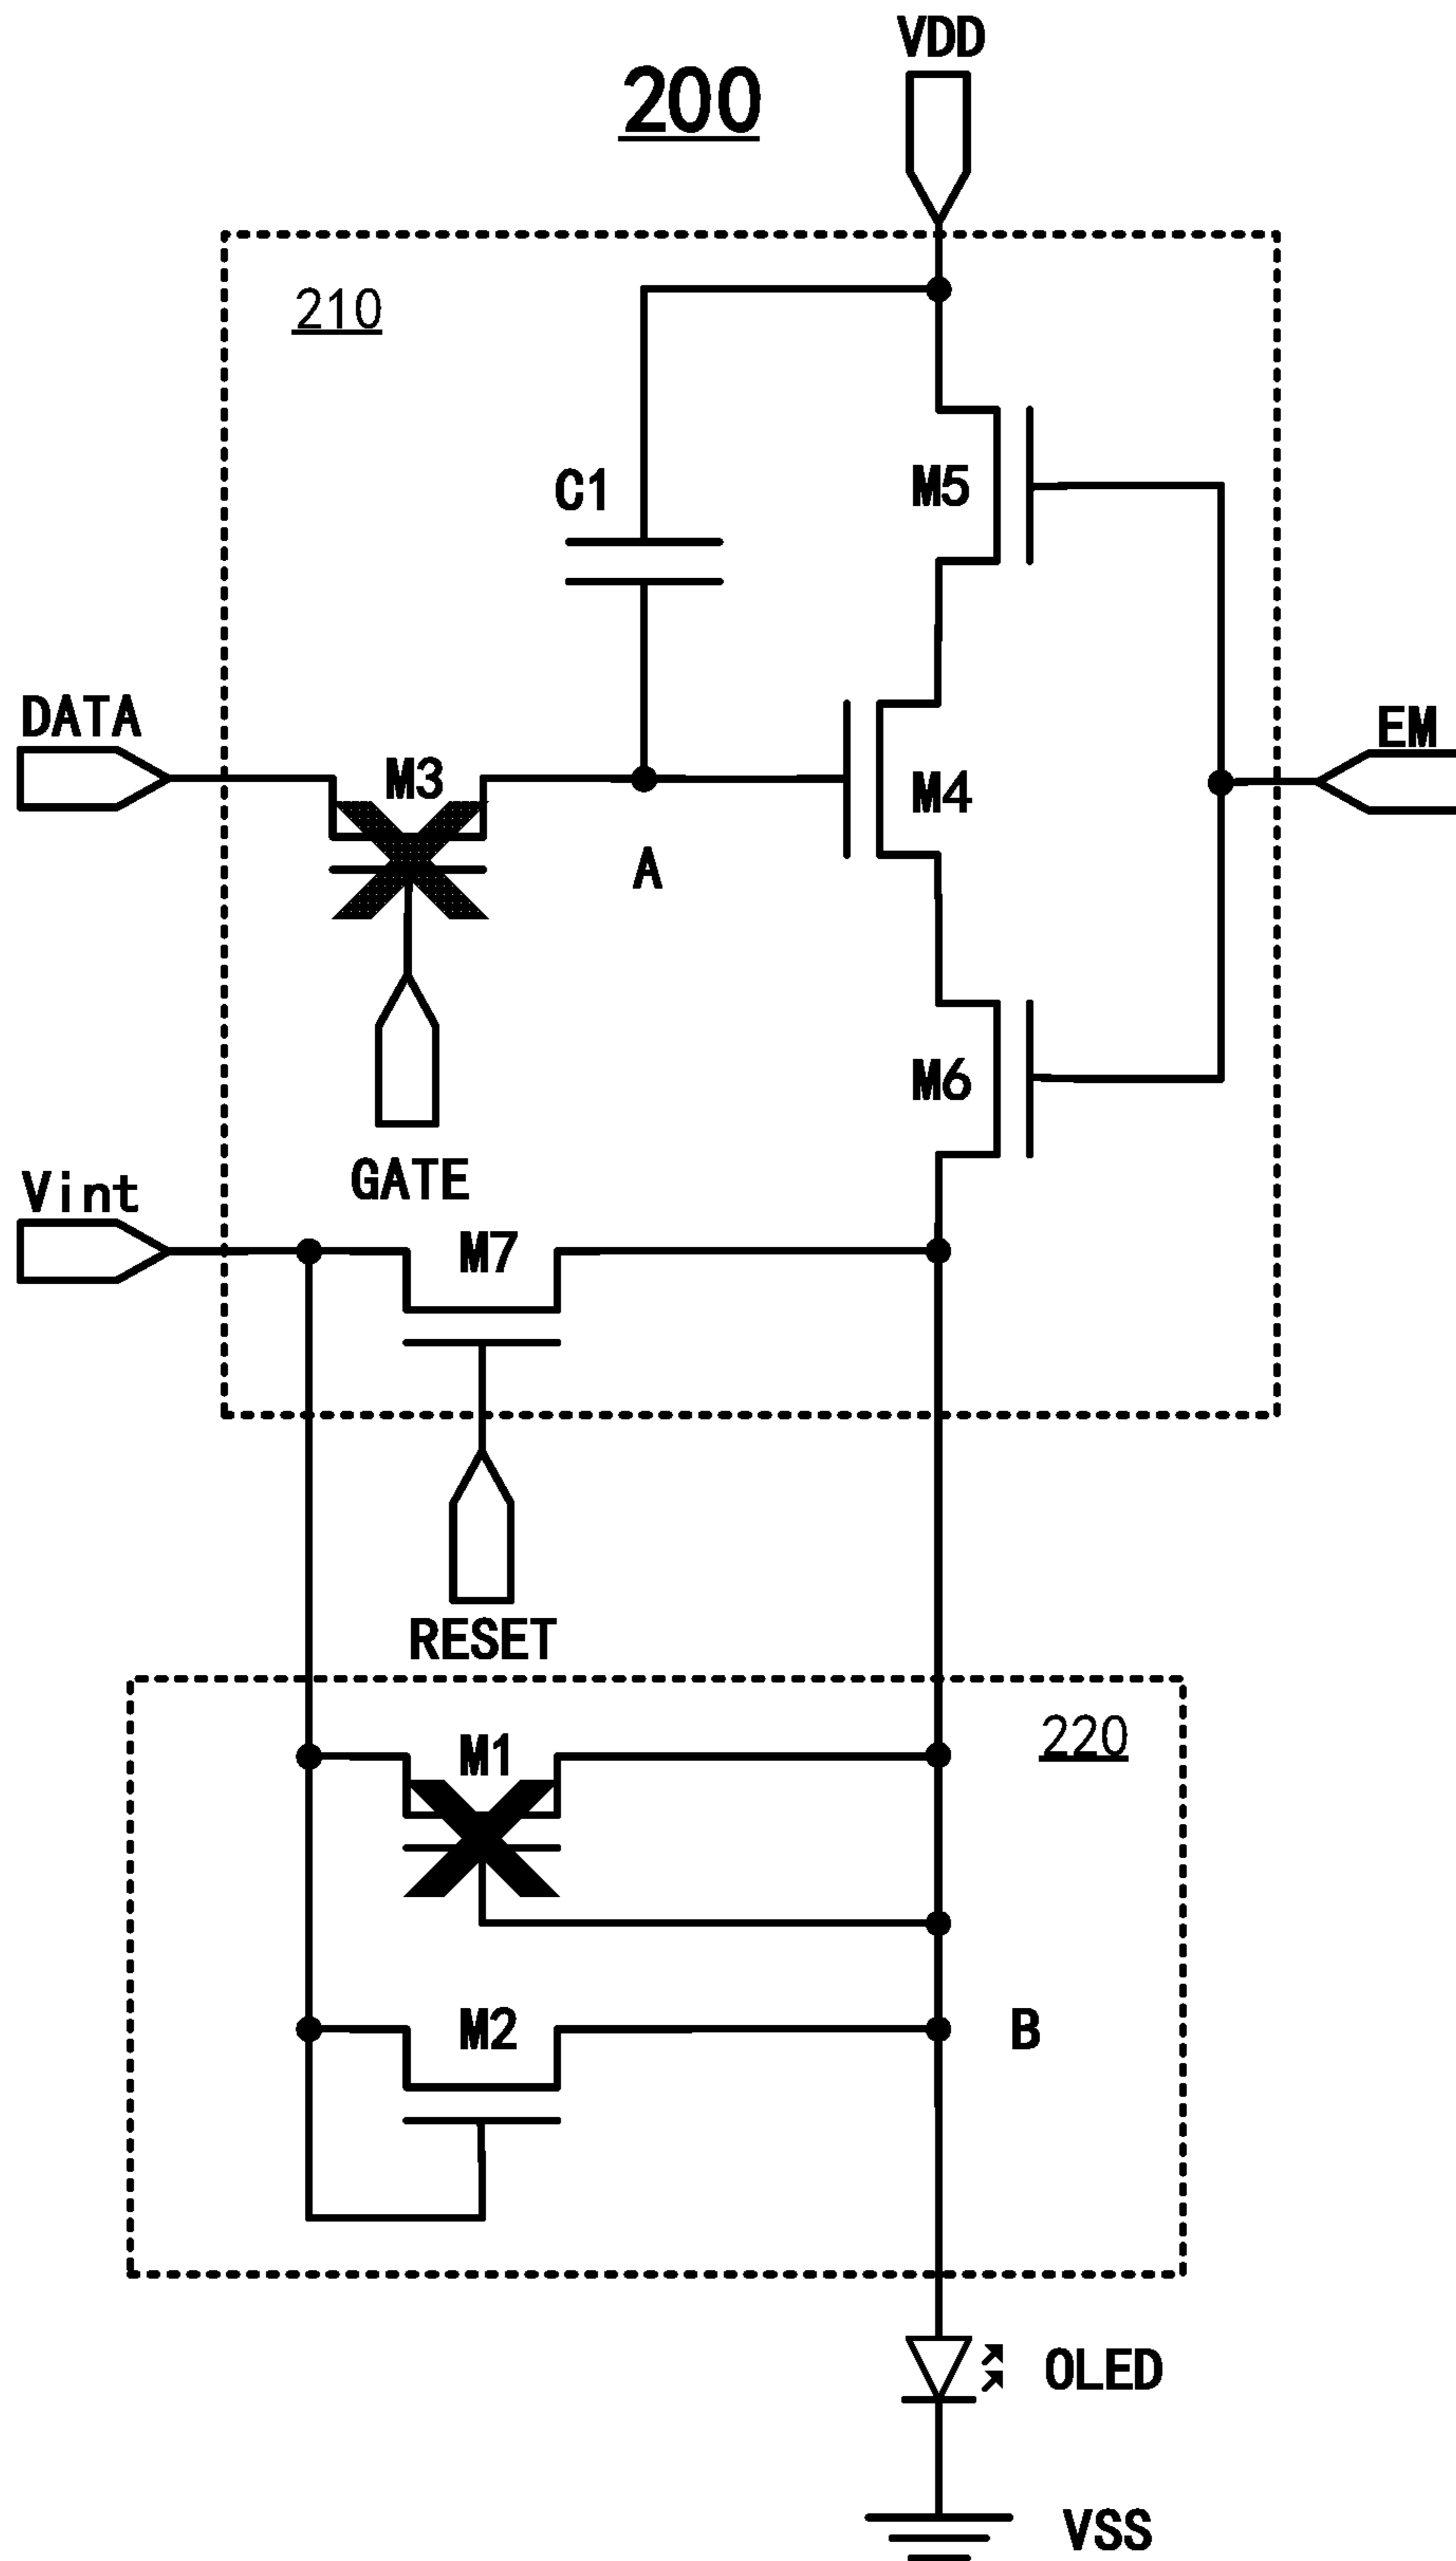 VDD
200
210
C1
M5
DATA
M3
EM
M4
A
M6
GATE
Vint
M7
RESET
M1
220
M2
B
OLED
VSS